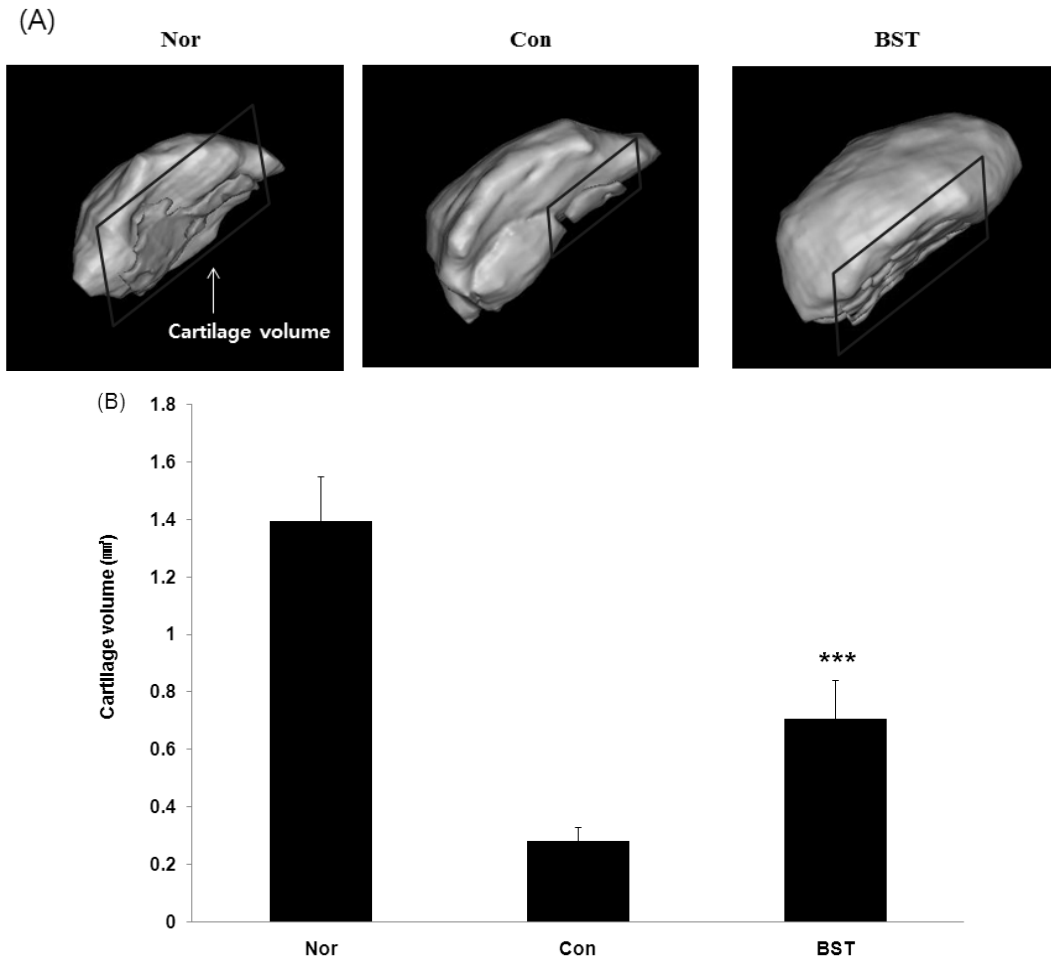 (A)
Nor Con BST
Cartilage volume
(B)
1.8
1.6
1.4
1.2
1
0.8
0.6
0.4
0.2
0
Cartilage volume (㎣)
***
Nor Con BST